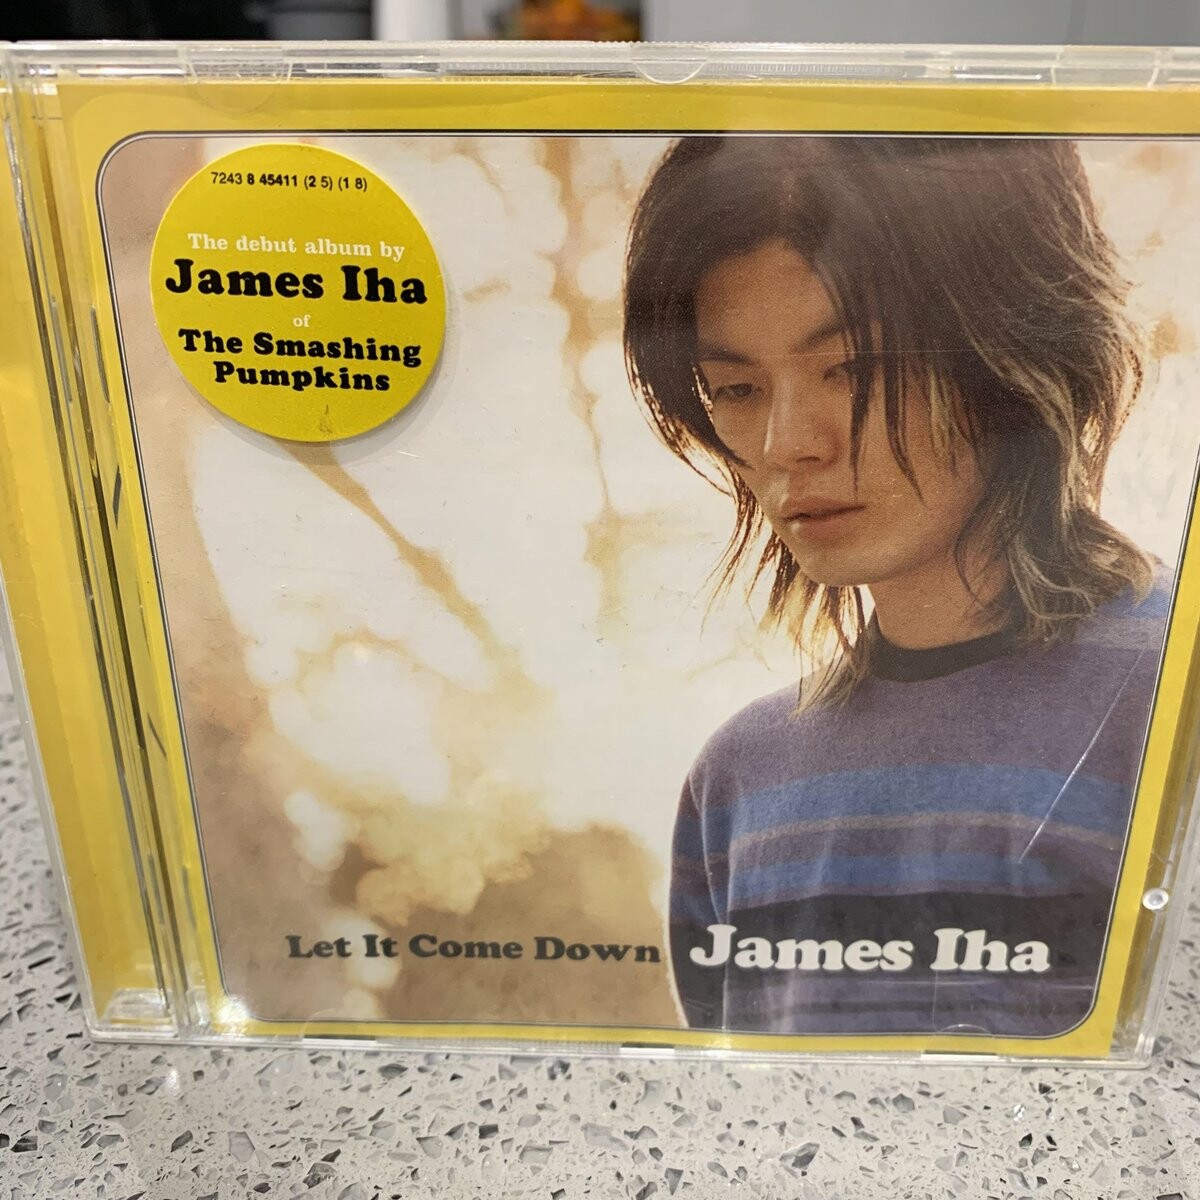 7243 8 45411 (2 5) (1 8)
The debut album by
James Iha
of
The Smashing
Pumpkins
Let It Come Down James Iha